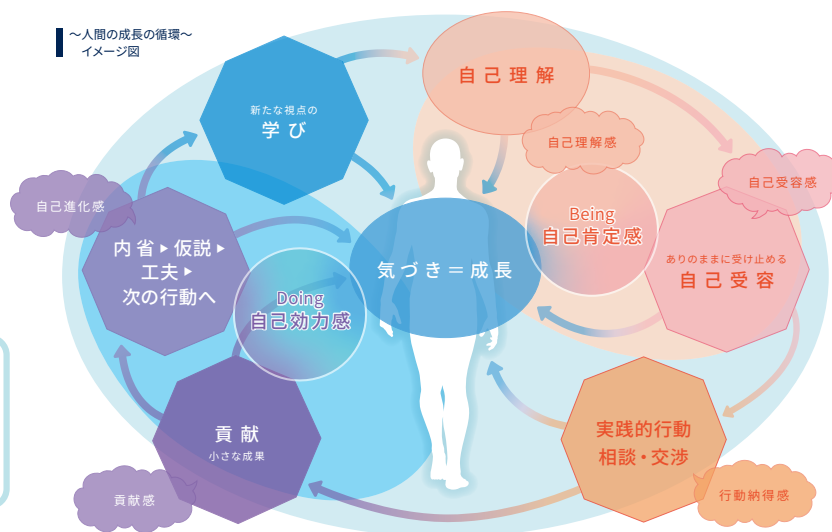 ～人間の成長の循環～
イメージ図
新たな視点の
学び
自己理解
自己理解感
自己受容感
Being
自己肯定感
ありのままに受け止める
自己受容
自己進化感
内省▶仮説▶
工夫▶
次の行動へ
気づき＝成長
Doing
自己効力感
実践的行動
相談・交渉
行動納得感
貢献
小さな成果
貢献感